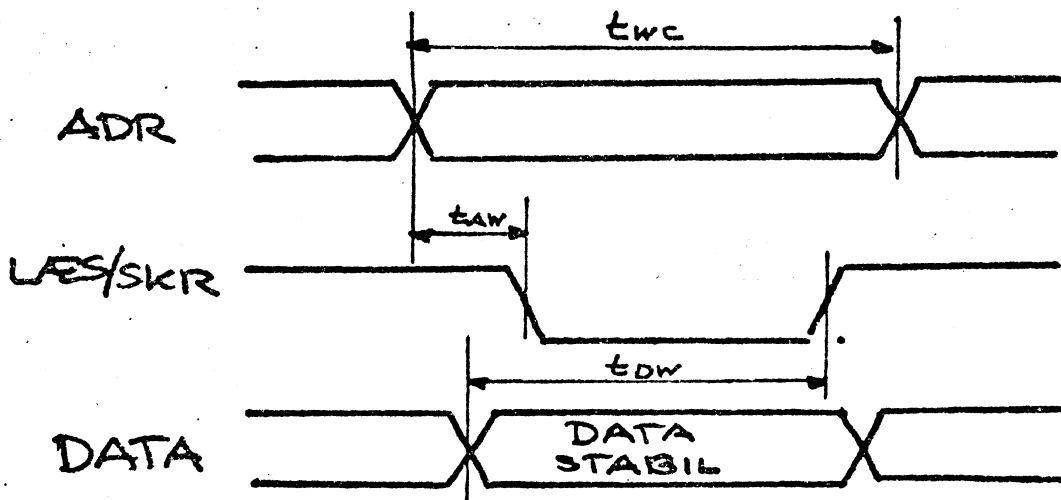 twc
ADR
tAW
LÆS/SKR
tDW
DATA
DATA
STABIL